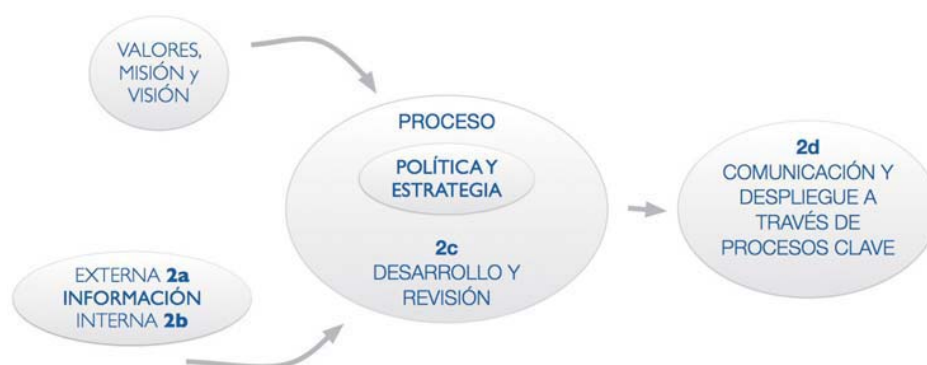 VALORES,
MISIÓN y
VISIÓN
PROCESO
POLÍTICA Y
ESTRATEGIA
2c
DESARROLLO Y
REVISIÓN
EXTERNA 2a
INFORMACIÓN
INTERNA 2b
2d
COMUNICACIÓN Y
DESPLIEGUE A
TRAVÉS DE
PROCESOS CLAVE